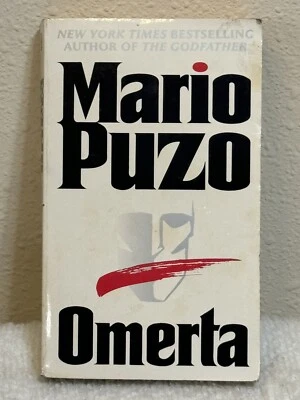 NEW YORK TIMES BESTSELLING
AUTHOR OF THE GODFATHER
Mario
Puzo
Omerta